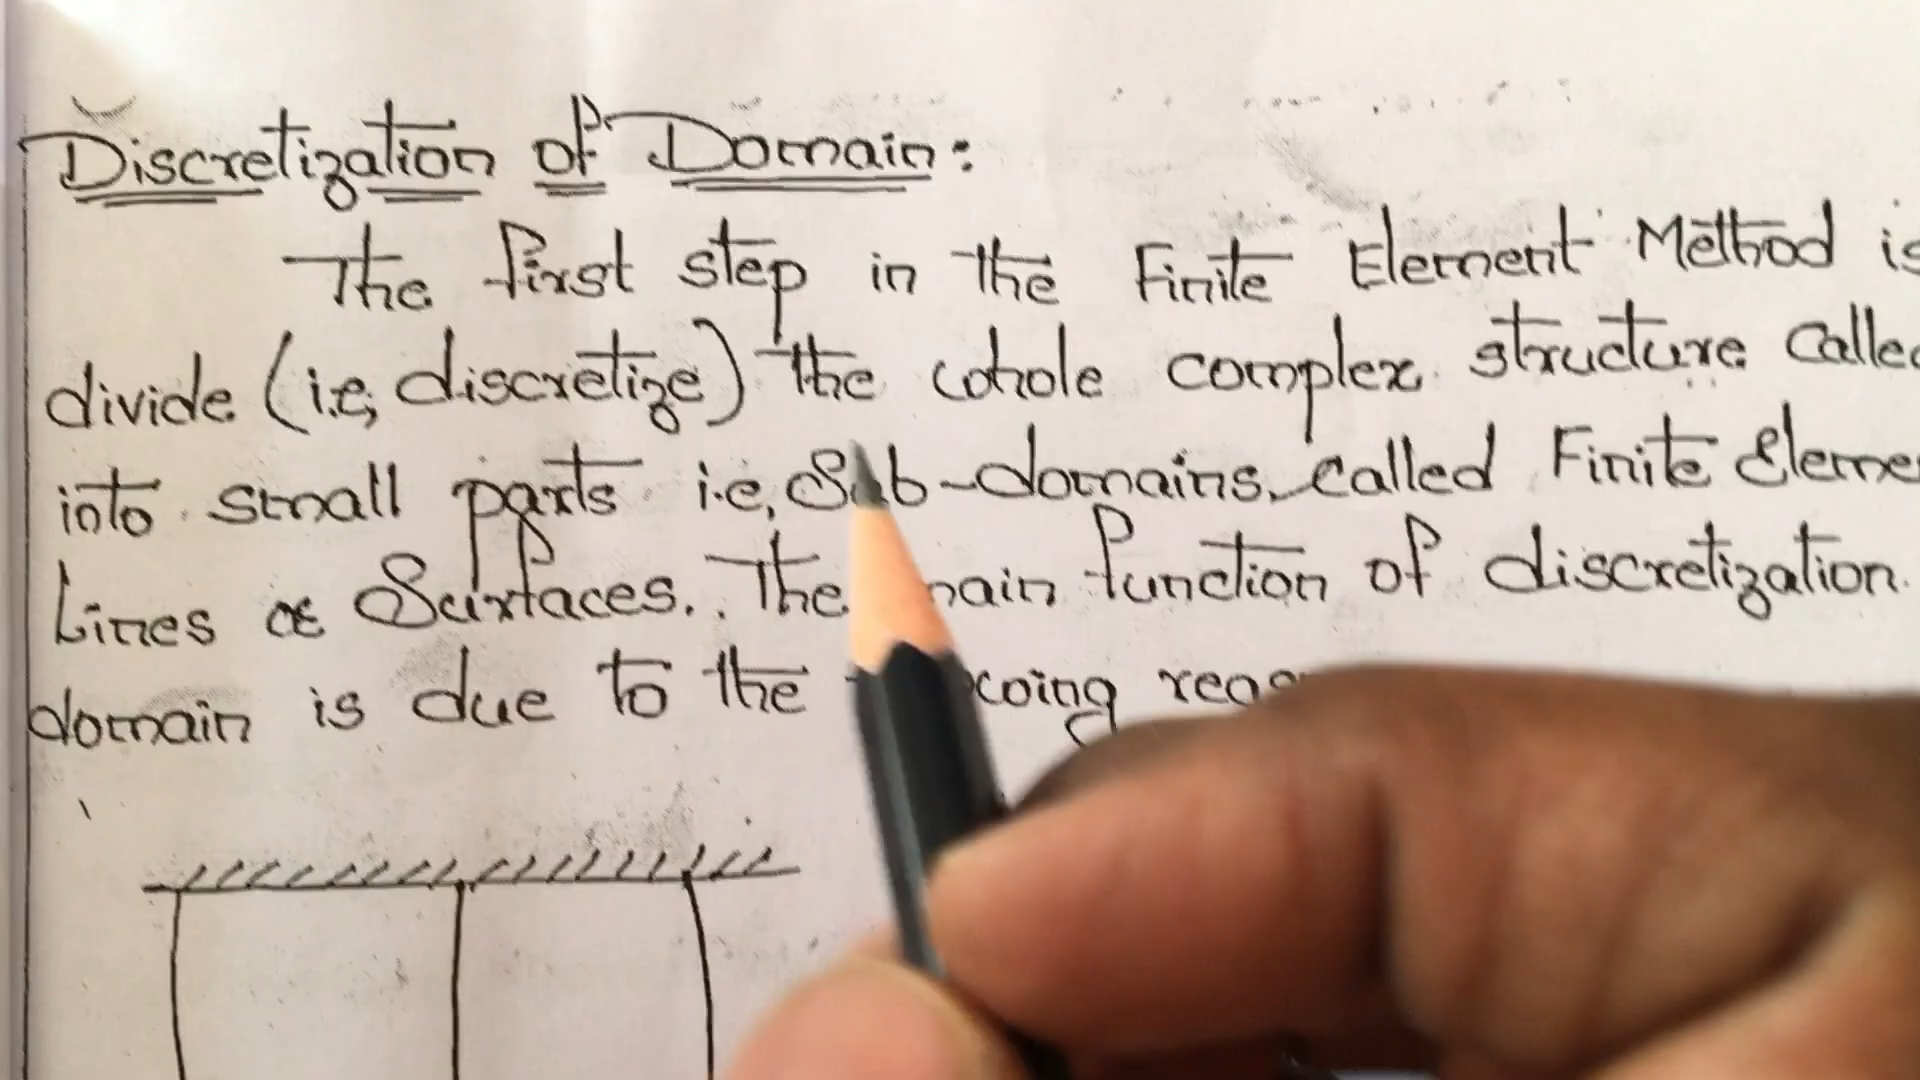 Discretization of Domain:
The first step in the Finite Element Method is
divide (i.e, discretize) the whole complex structure called
into small parts i.e, Sub-domains, called Finite Eleme
Lines or Surfaces. The main function of discretization
domain is due to the